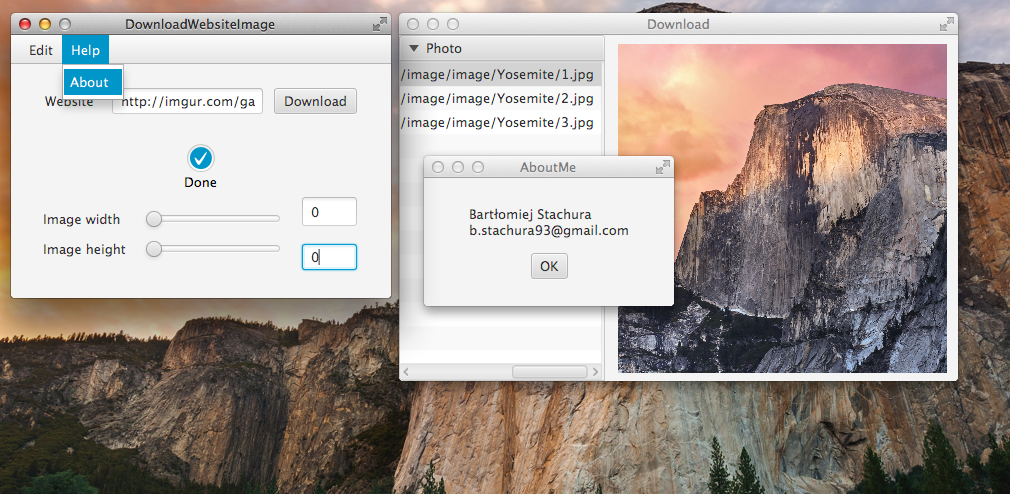 DownloadWebsiteImage
Edit Help
About
Website http://imgur.com/ga Download
Done
Image width 0
Image height 0
Download
Photo
/image/image/Yosemite/1.jpg
/image/image/Yosemite/2.jpg
/image/image/Yosemite/3.jpg
AboutMe
Bartłomiej Stachura
b.stachura93@gmail.com
OK